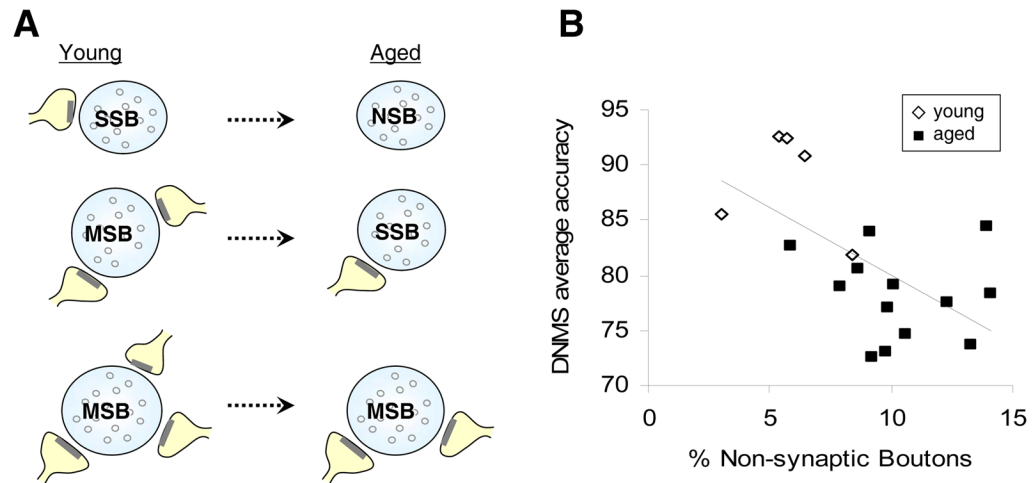 A
Young
Aged
SSB
NSB
MSB
SSB
MSB
MSB
B
young
aged
DNMS average accuracy
95
90
85
80
75
70
0
5
10
15
% Non-synaptic Boutons